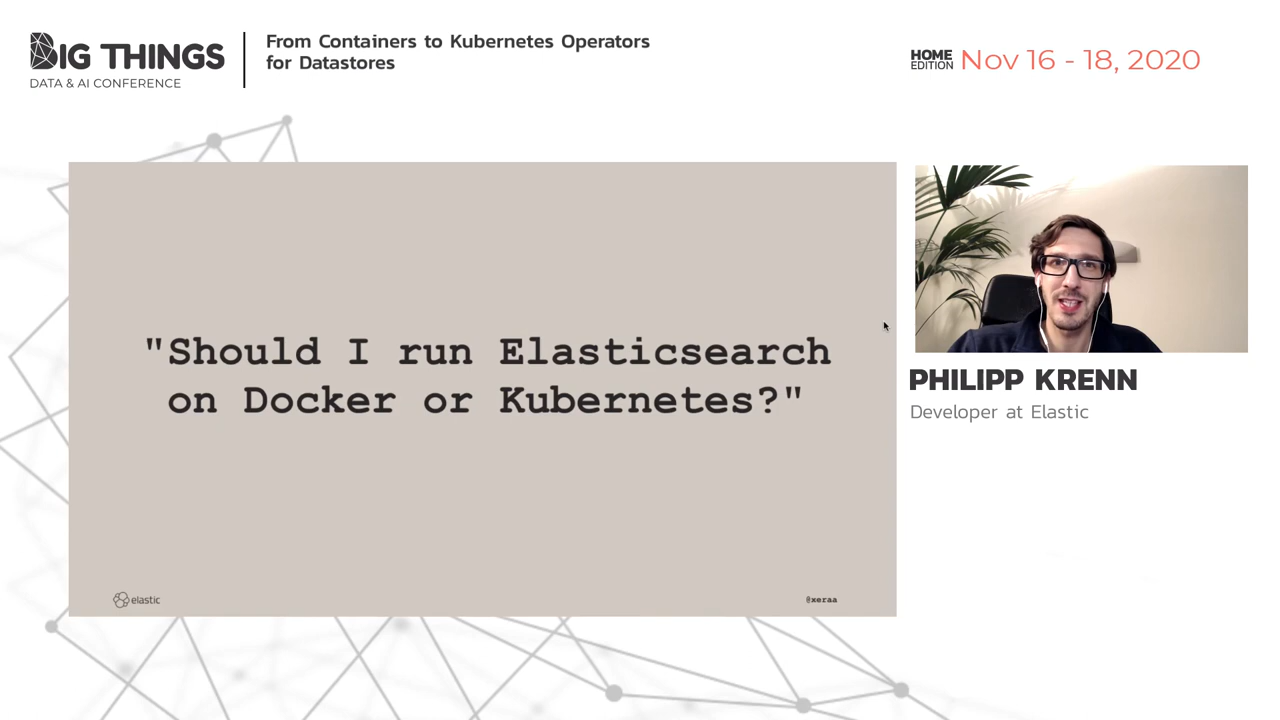 BIG THINGS
DATA & AI CONFERENCE
From Containers to Kubernetes Operators
for Datastores
HOME
EDITION
Nov 16 - 18, 2020
"Should I run Elasticsearch
on Docker or Kubernetes?"
elastic
@xeraa
PHILIPP KRENN
Developer at Elastic